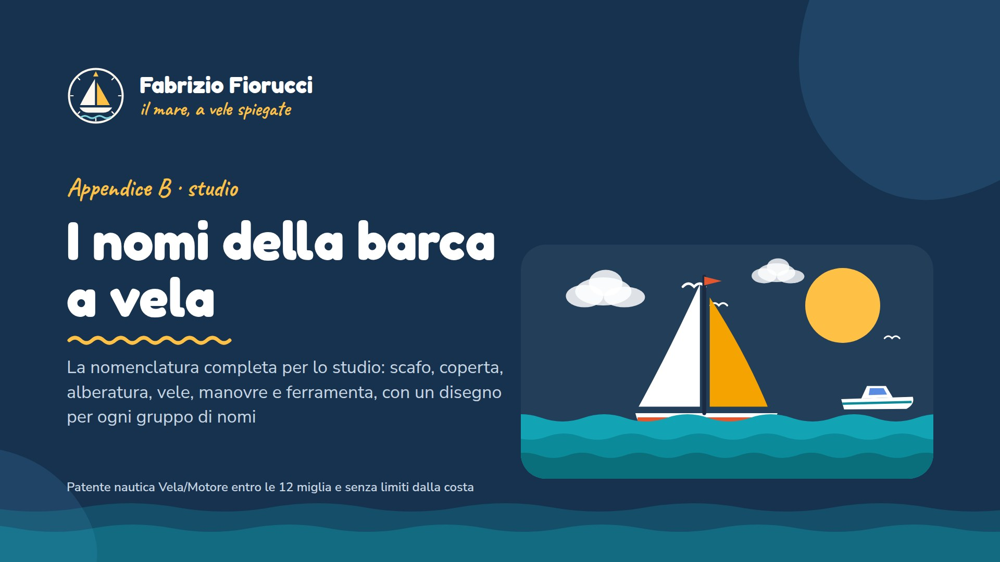 Fabrizio Fiorucci
il mare, a vele spiegate
Appendice B · studio
I nomi della barca
a vela
La nomenclatura completa per lo studio: scafo, coperta,
alberatura, vele, manovre e ferramenta, con un disegno
per ogni gruppo di nomi
Patente nautica Vela/Motore entro le 12 miglia e senza limiti dalla costa